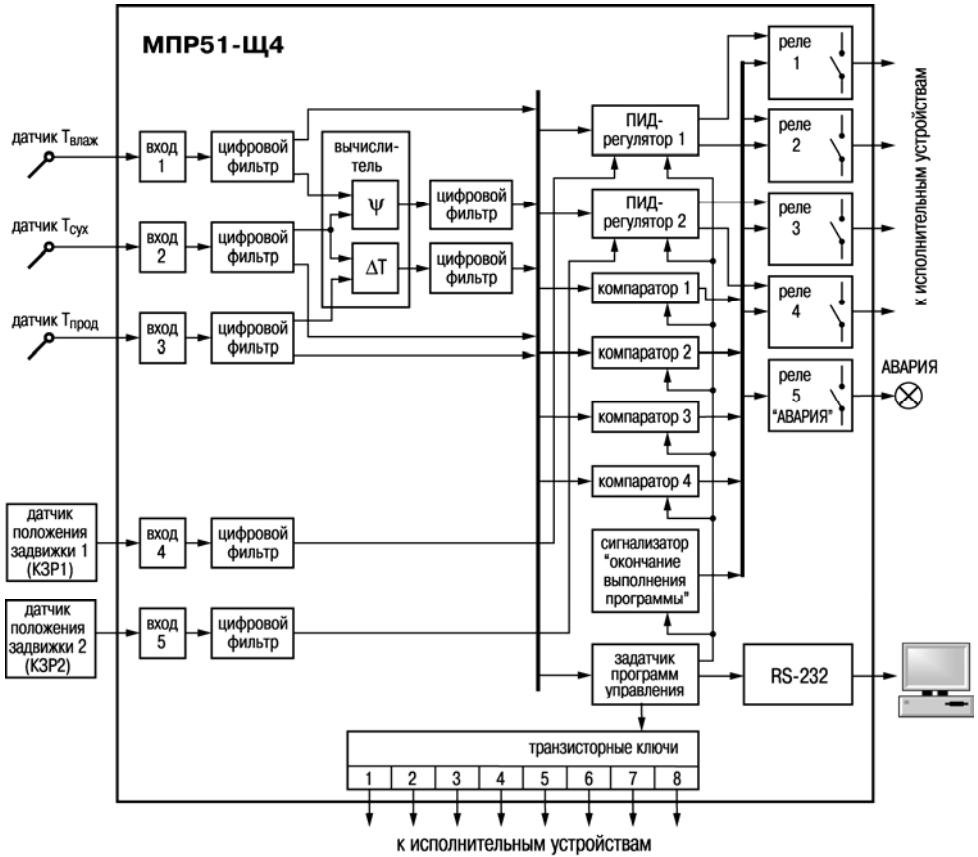 МПР51-Щ4
датчик Tвлаж
вход
1
цифровой
фильтр
вычисли-
тель
Ψ
цифровой
фильтр
датчик Tсух
вход
2
цифровой
фильтр
ΔT
цифровой
фильтр
датчик Tпрод
вход
3
цифровой
фильтр
датчик
положения
задвижки 1
(КЗР1)
вход
4
цифровой
фильтр
датчик
положения
задвижки 2
(КЗР2)
вход
5
цифровой
фильтр
ПИД-
регулятор 1
ПИД-
регулятор 2
компаратор 1
компаратор 2
компаратор 3
компаратор 4
сигнализатор
"окончание
выполнения
программы"
задатчик
программ
управления
RS-232
реле
1
реле
2
реле
3
реле
4
реле
5
"АВАРИЯ"
к исполнительным устройствам
АВАРИЯ
транзисторные ключи
1 2 3 4 5 6 7 8
к исполнительным устройствам